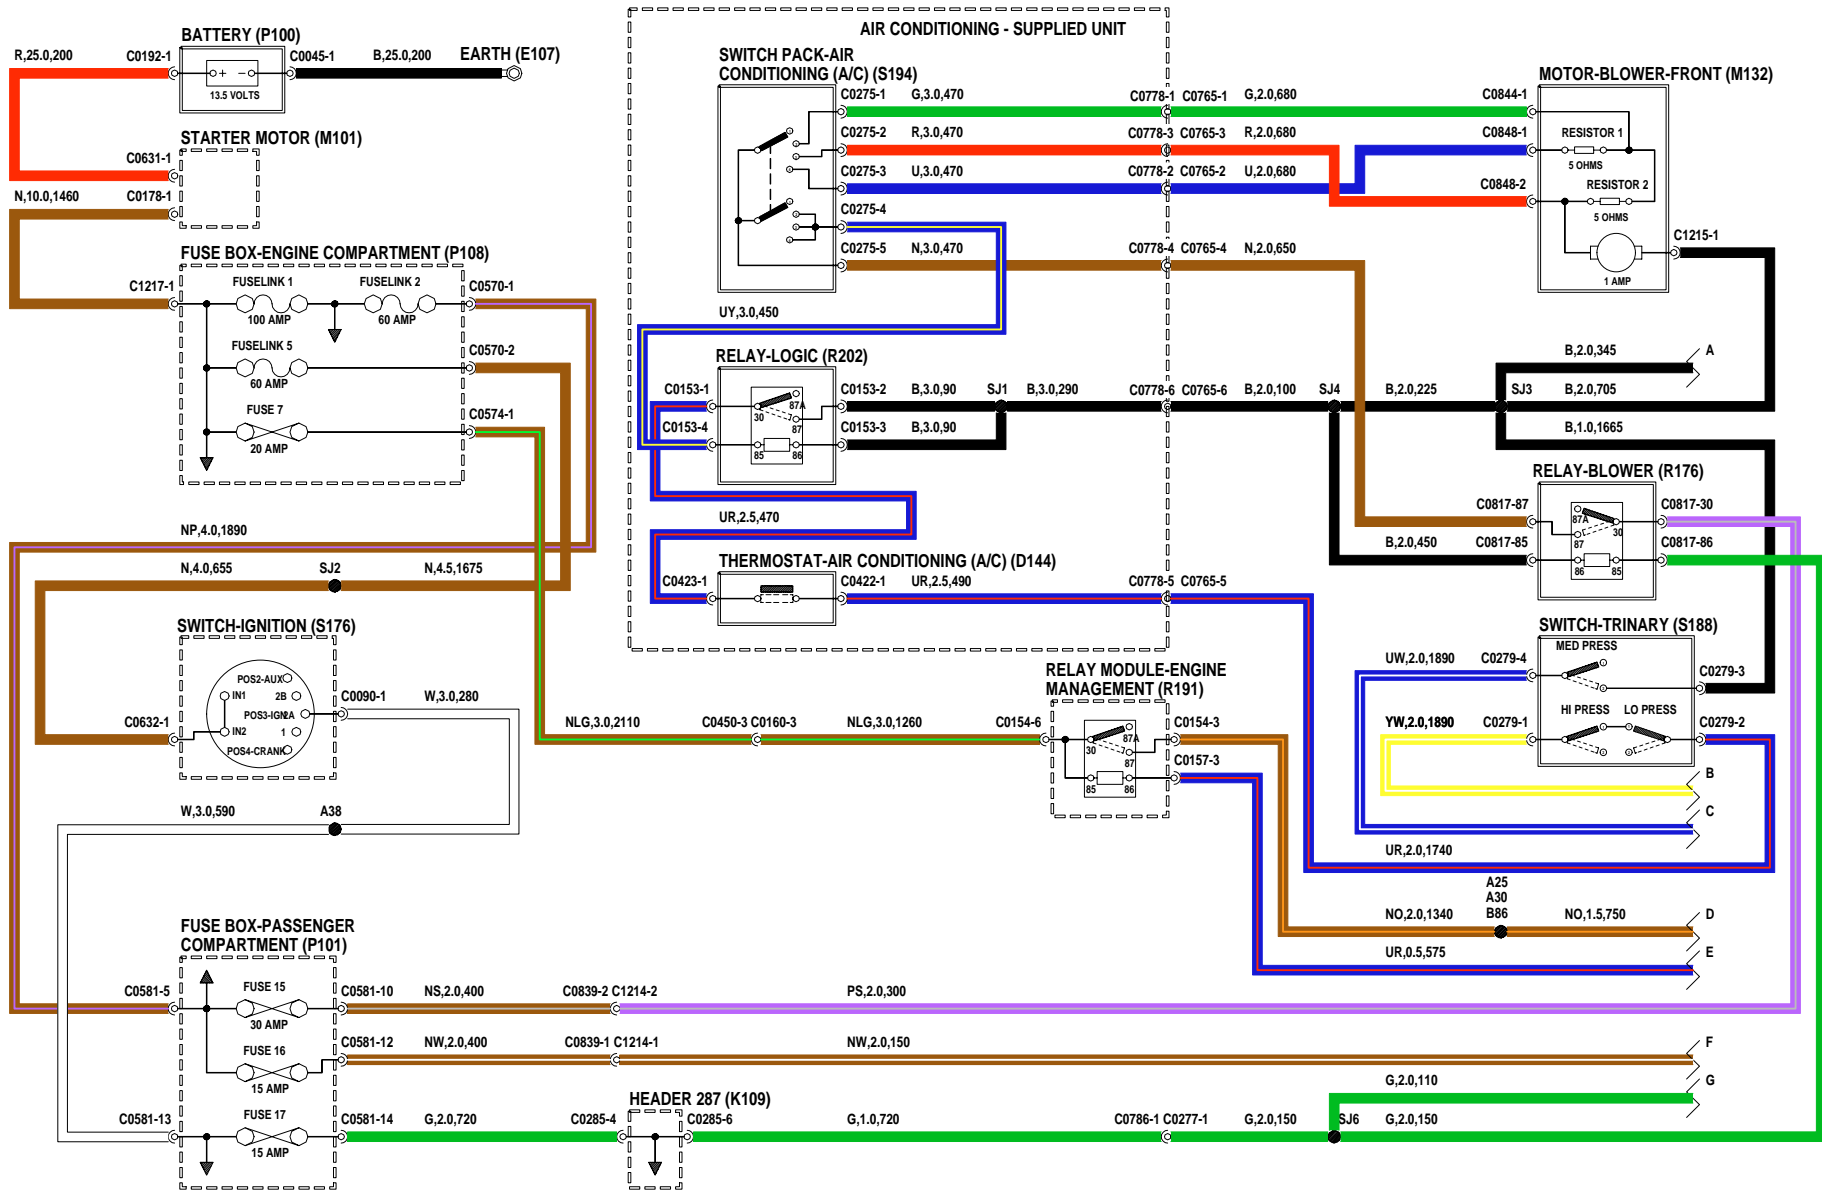 AIR CONDITIONING - SUPPLIED UNIT
BATTERY (P100)
R,25.0,200
C0192-1
C0045-1
B,25.0,200
EARTH (E107)
+
−
13.5 VOLTS
STARTER MOTOR (M101)
C0631-1
N,10.0,1460
C0178-1
FUSE BOX-ENGINE COMPARTMENT (P108)
C1217-1
FUSELINK 1
100 AMP
FUSELINK 2
60 AMP
C0570-1
FUSELINK 5
60 AMP
C0570-2
FUSE 7
20 AMP
C0574-1
NP,4.0,1890
N,4.0,655
SJ2
N,4.5,1675
SWITCH-IGNITION (S176)
POS2-AUX
IN1
2B
POS3-IGN
2A
IN2
1
POS4-CRANK
C0632-1
C0090-1
W,3.0,280
W,3.0,590
A38
FUSE BOX-PASSENGER
COMPARTMENT (P101)
C0581-5
FUSE 15
30 AMP
C0581-10
NS,2.0,400
C0839-2 C1214-2
PS,2.0,300
FUSE 16
15 AMP
C0581-12
NW,2.0,400
C0839-1 C1214-1
NW,2.0,150
F
C0581-13
FUSE 17
15 AMP
C0581-14
G,2.0,720
C0285-4
HEADER 287 (K109)
C0285-6
G,1.0,720
C0786-1 C0277-1
G,2.0,150
SJ6
G,2.0,150
G,2.0,110
G
SWITCH PACK-AIR
CONDITIONING (A/C) (S194)
C0275-1
G,3.0,470
C0778-1 C0765-1
G,2.0,680
C0275-2
R,3.0,470
C0778-3 C0765-3
R,2.0,680
C0275-3
U,3.0,470
C0778-2 C0765-2
U,2.0,680
C0275-4
C0275-5
N,3.0,470
C0778-4 C0765-4
N,2.0,650
UY,3.0,450
MOTOR-BLOWER-FRONT (M132)
C0844-1
C0848-1
RESISTOR 1
5 OHMS
C0848-2
RESISTOR 2
5 OHMS
1 AMP
C1215-1
RELAY-LOGIC (R202)
C0153-1
30
87A
87
C0153-4
85
86
C0153-2
B,3.0,90
SJ1
B,3.0,290
C0778-6 C0765-6
B,2.0,100
SJ4
B,2.0,225
SJ3
B,2.0,705
C0153-3
B,3.0,90
B,2.0,345
A
B,1.0,1665
UR,2.5,470
THERMOSTAT-AIR CONDITIONING (A/C) (D144)
C0423-1
C0422-1
UR,2.5,490
C0778-5 C0765-5
RELAY-BLOWER (R176)
C0817-87
C0817-30
87A
87
30
B,2.0,450
C0817-85
C0817-86
86
85
SWITCH-TRINARY (S188)
MED PRESS
UW,2.0,1890
C0279-4
C0279-3
HI PRESS
LO PRESS
YW,2.0,1890
C0279-1
C0279-2
B
C
UR,2.0,1740
RELAY MODULE-ENGINE
MANAGEMENT (R191)
NLG,3.0,2110
C0450-3 C0160-3
NLG,3.0,1260
C0154-6
30
87A
87
85
86
C0154-3
C0157-3
A25
A30
B86
NO,2.0,1340
NO,1.5,750
D
UR,0.5,575
E